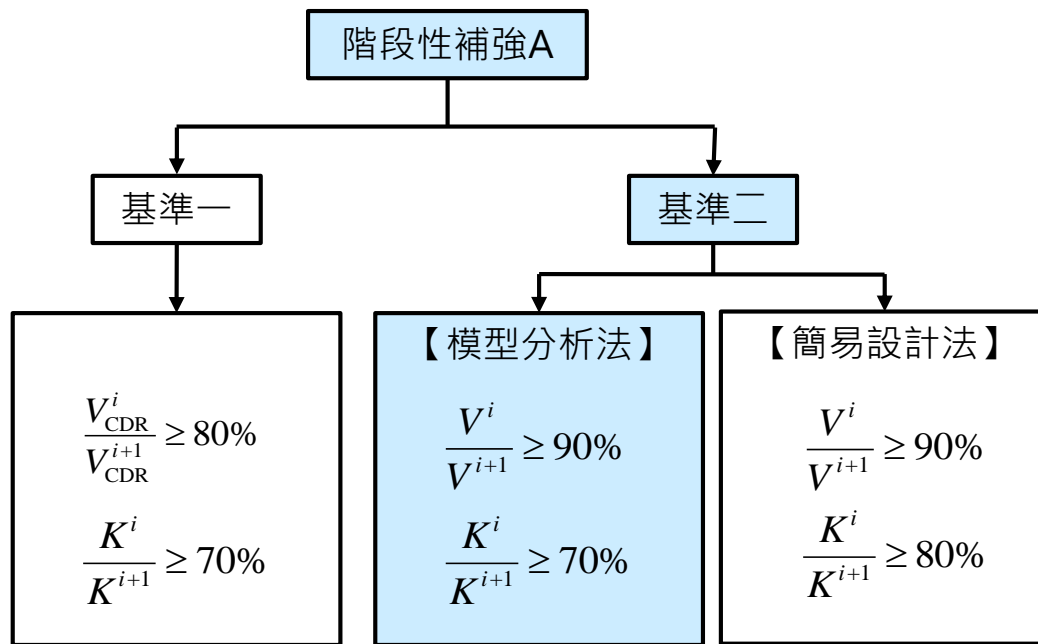 階段性補強A
基準一
基準二
V^i_CDR / V^{i+1}_CDR ≥ 80%
K^i / K^{i+1} ≥ 70%
【模型分析法】
V^i / V^{i+1} ≥ 90%
K^i / K^{i+1} ≥ 70%
【簡易設計法】
V^i / V^{i+1} ≥ 90%
K^i / K^{i+1} ≥ 80%